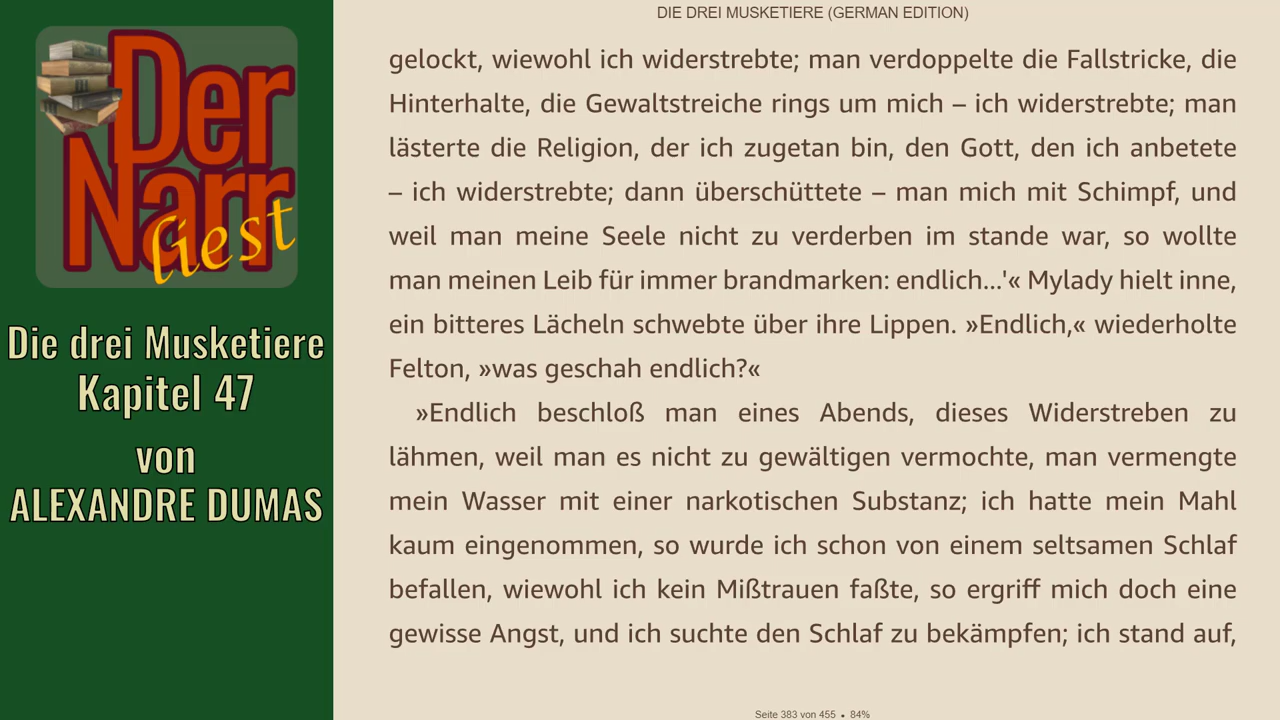 Der
Narr
liest
Die drei Musketiere
Kapitel 47
von
ALEXANDRE DUMAS
DIE DREI MUSKETIERE (GERMAN EDITION)
gelockt, wiewohl ich widerstrebte; man verdoppelte die Fallstricke, die
Hinterhalte, die Gewaltstreiche rings um mich – ich widerstrebte; man
lästerte die Religion, der ich zugetan bin, den Gott, den ich anbetete
– ich widerstrebte; dann überschüttete – man mich mit Schimpf, und
weil man meine Seele nicht zu verderben im stande war, so wollte
man meinen Leib für immer brandmarken: endlich...'« Mylady hielt inne,
ein bitteres Lächeln schwebte über ihre Lippen. »Endlich,« wiederholte
Felton, »was geschah endlich?«
»Endlich beschloß man eines Abends, dieses Widerstreben zu
lähmen, weil man es nicht zu gewältigen vermochte, man vermengte
mein Wasser mit einer narkotischen Substanz; ich hatte mein Mahl
kaum eingenommen, so wurde ich schon von einem seltsamen Schlaf
befallen, wiewohl ich kein Mißtrauen faßte, so ergriff mich doch eine
gewisse Angst, und ich suchte den Schlaf zu bekämpfen; ich stand auf,
Seite 383 von 455 • 84%